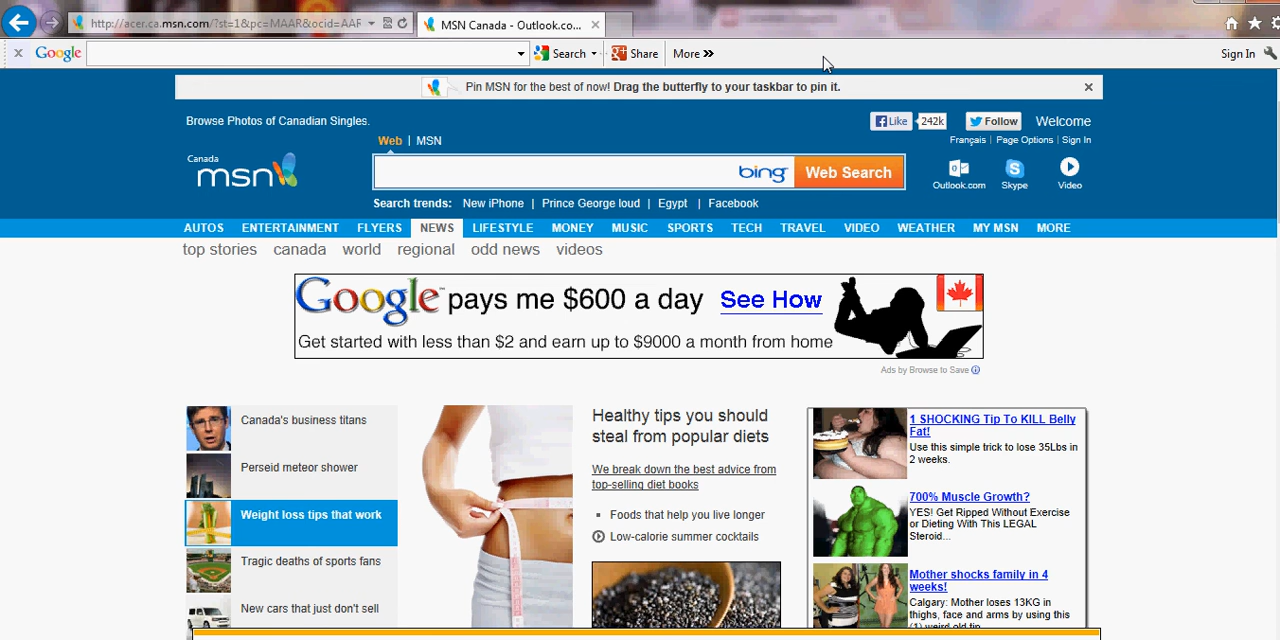 http://acer.ca.msn.com/?st=1&pc=MAAR&ocid=AAR
MSN Canada - Outlook.co...
Google
Search
Share
More »
Sign In
Pin MSN for the best of now! Drag the butterfly to your taskbar to pin it.
Browse Photos of Canadian Singles.
Like 242k
Follow
Welcome
Web | MSN
Français | Page Options | Sign In
Canada
msn
bing
Web Search
Outlook.com
Skype
Video
Search trends: New iPhone | Prince George loud | Egypt | Facebook
AUTOS ENTERTAINMENT FLYERS NEWS LIFESTYLE MONEY MUSIC SPORTS TECH TRAVEL VIDEO WEATHER MY MSN MORE
top stories canada world regional odd news videos
Google™ pays me $600 a day See How
Get started with less than $2 and earn up to $9000 a month from home
Ads by Browse to Save
Canada's business titans
Perseid meteor shower
Weight loss tips that work
Tragic deaths of sports fans
New cars that just don't sell
Healthy tips you should
steal from popular diets
We break down the best advice from
top-selling diet books
Foods that help you live longer
Low-calorie summer cocktails
1 SHOCKING Tip To KILL Belly
Fat!
Use this simple trick to lose 35Lbs in
2 weeks.
700% Muscle Growth?
YES! Get Ripped Without Exercise
or Dieting With This LEGAL
Steroid...
Mother shocks family in 4
weeks!
Calgary: Mother loses 13KG in
thighs, face and arms by using this
(1) weird old tip